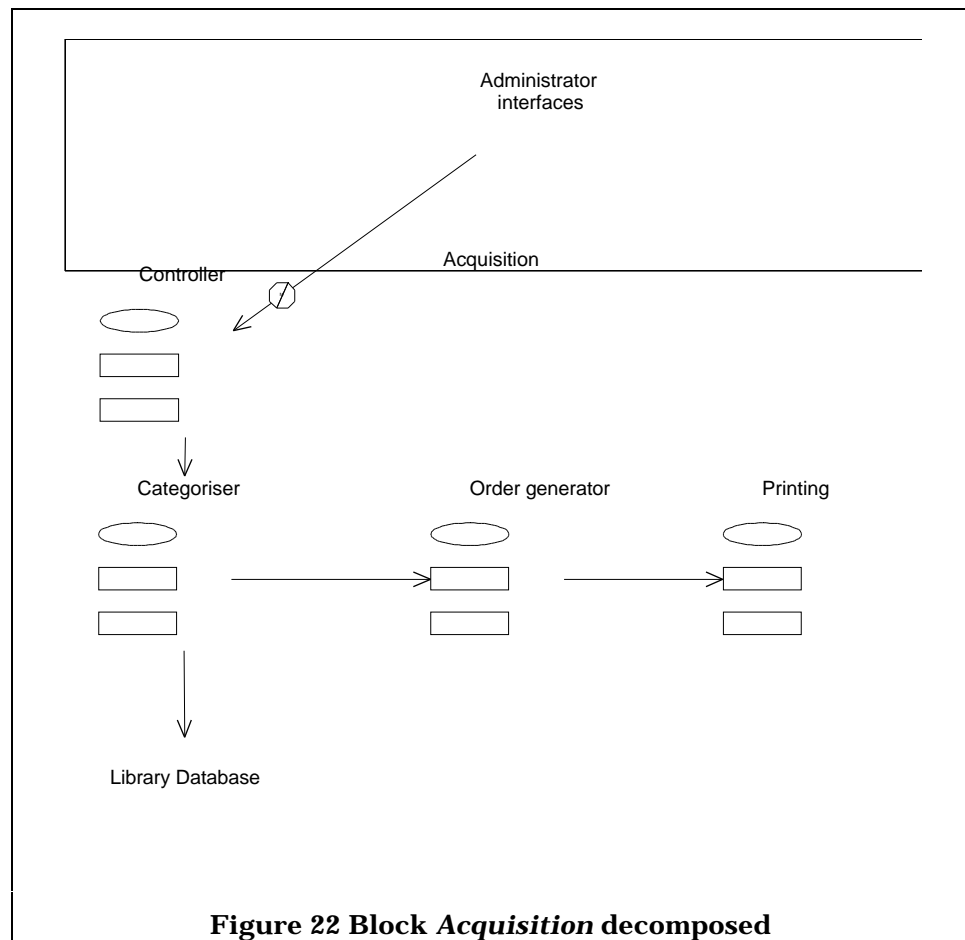 Administrator
interfaces
Acquisition
Controller
Categoriser
Order generator
Printing
Library Database
Figure 22 Block Acquisition decomposed